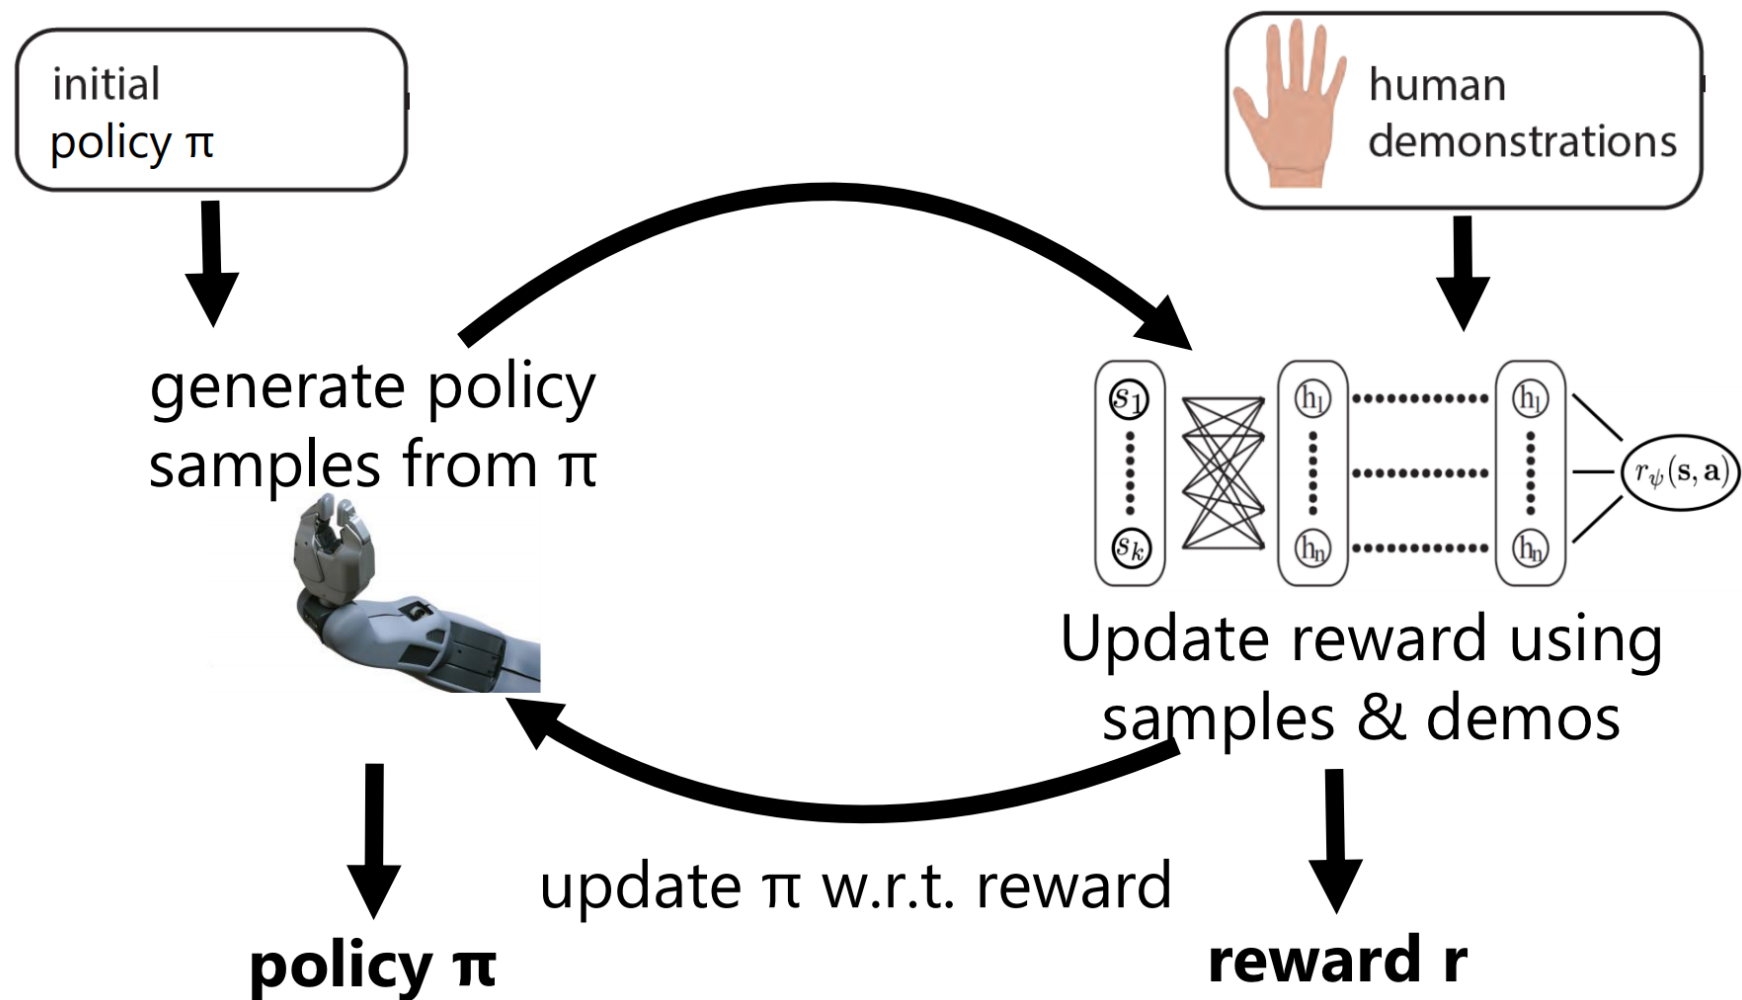 initial
policy π
human
demonstrations
generate policy
samples from π
s₁
sₖ
h₁
hₙ
h₁
hₙ
r_ψ(s, a)
Update reward using
samples & demos
update π w.r.t. reward
policy π
reward r